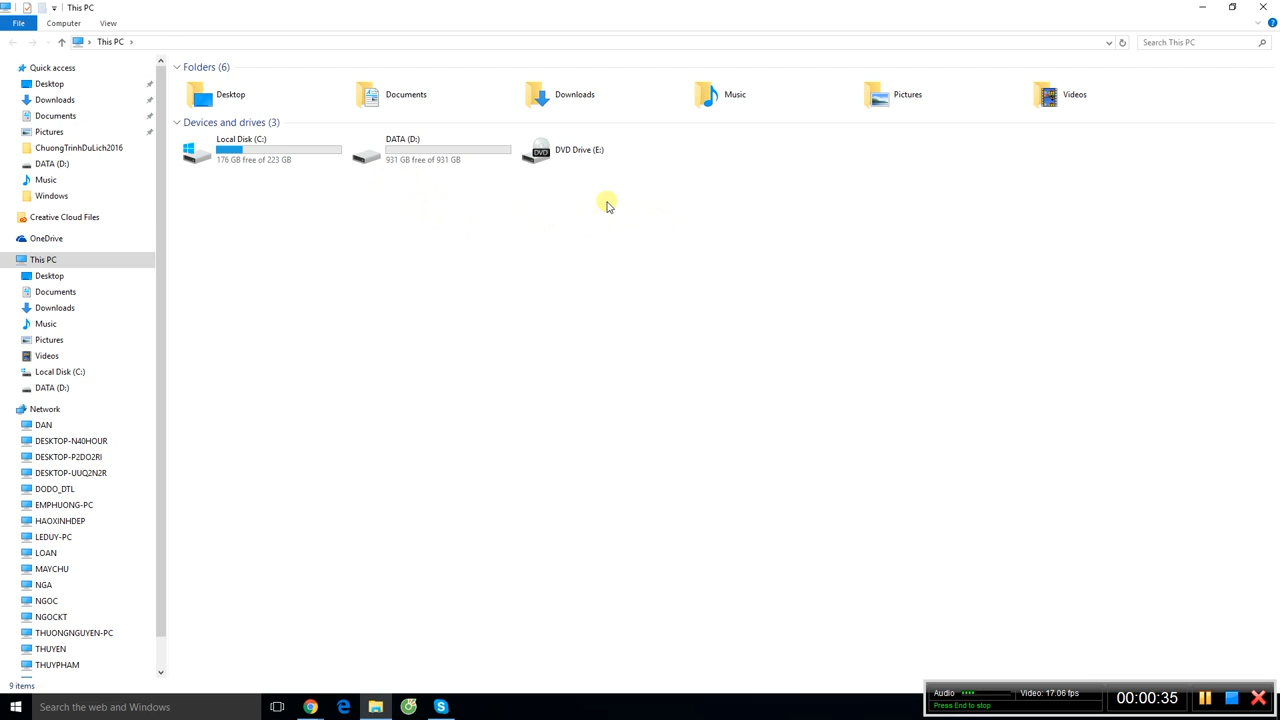 This PC
File Computer View
This PC
Search This PC
Quick access
Desktop
Downloads
Documents
Pictures
ChuongTrinhDuLich2016
DATA (D:)
Music
Windows
Creative Cloud Files
OneDrive
This PC
Desktop
Documents
Downloads
Music
Pictures
Videos
Local Disk (C:)
DATA (D:)
Network
DAN
DESKTOP-N40HOUR
DESKTOP-P2DO2RI
DESKTOP-UUQ2N2R
DODO_DTL
EMPHUONG-PC
HAOXINHDEP
LEDUY-PC
LOAN
MAYCHU
NGA
NGOC
NGOCKT
THUONGNGUYEN-PC
THUYEN
THUYPHAM
Folders (6)
Desktop Documents Downloads Music Pictures Videos
Devices and drives (3)
Local Disk (C:)
176 GB free of 223 GB
DATA (D:)
931 GB free of 931 GB
DVD Drive (E:)
DVD
9 items
Search the web and Windows
Audio Video: 17.06 fps
Press End to stop
00:00:35